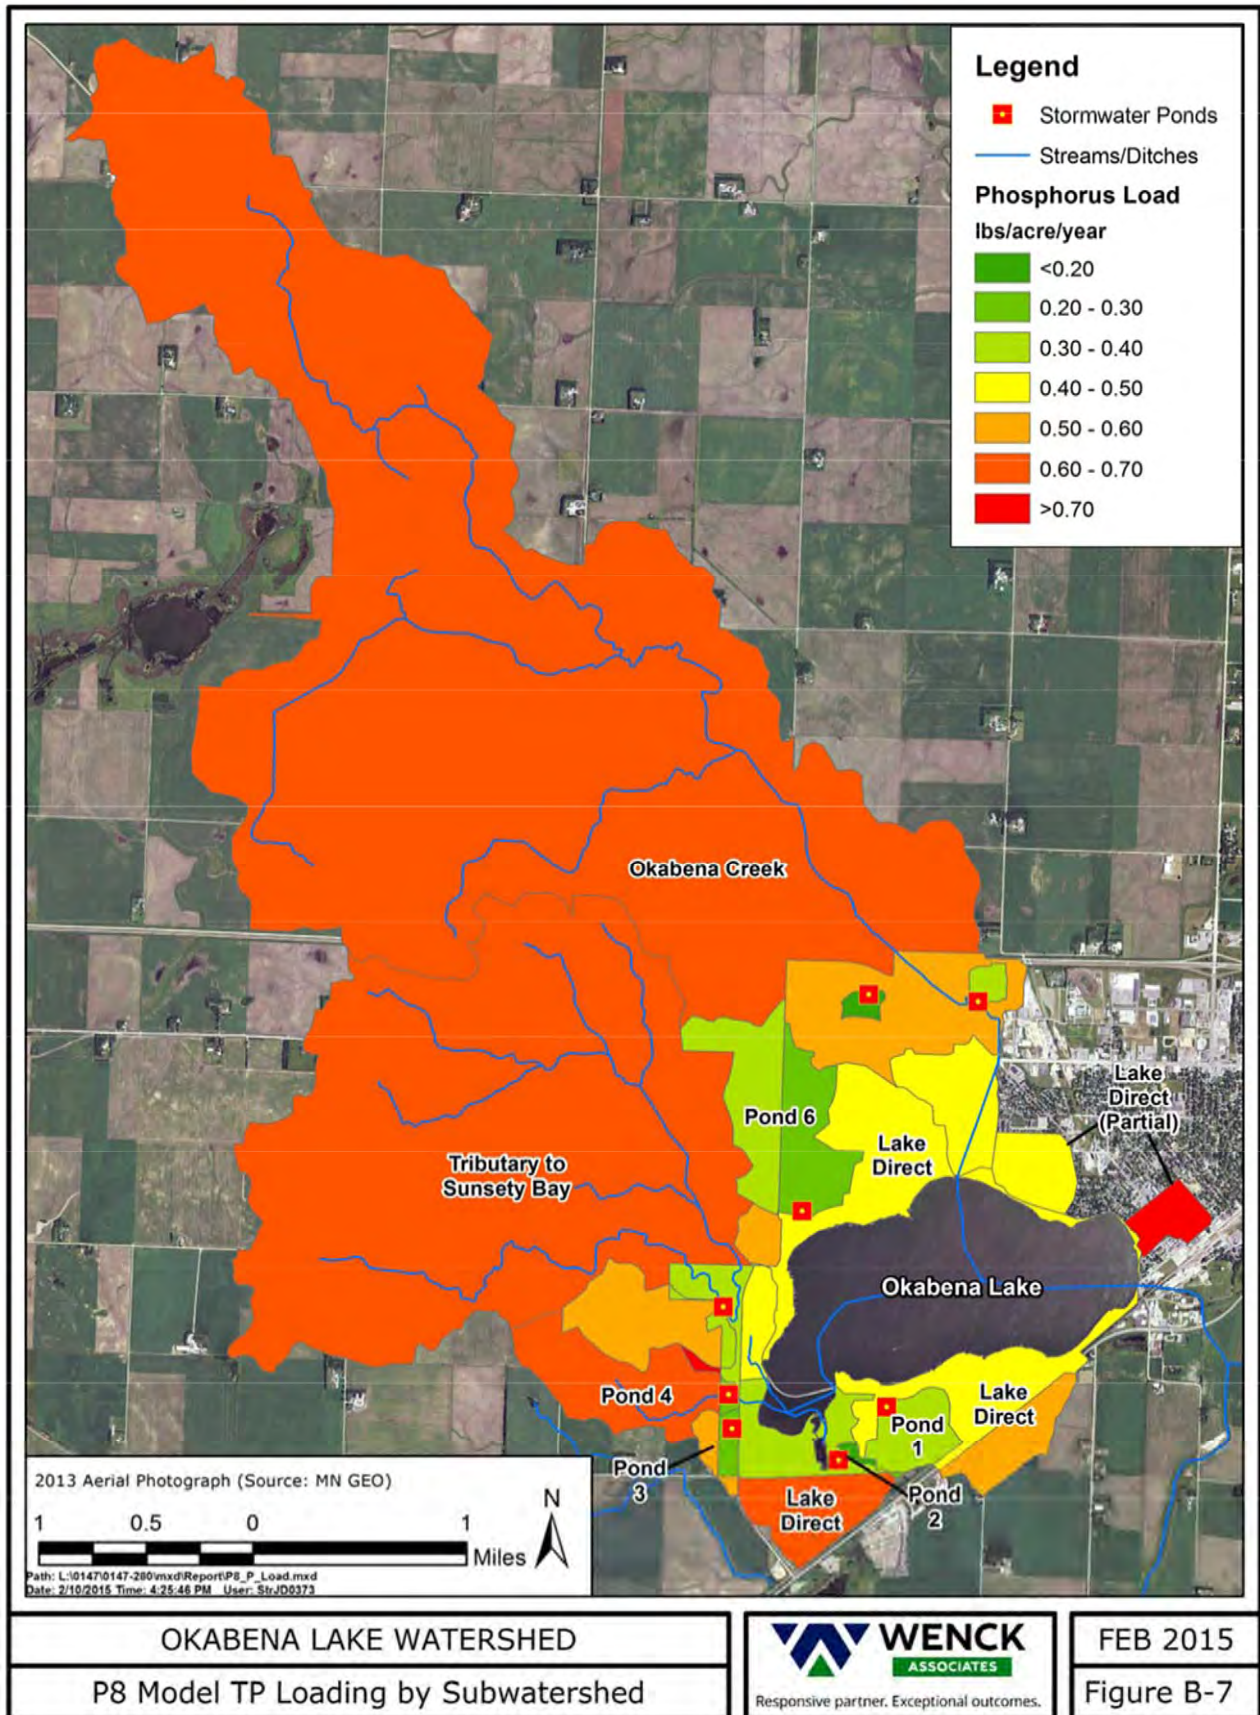 Legend
Stormwater Ponds
Streams/Ditches
Phosphorus Load
lbs/acre/year
<0.20
0.20 - 0.30
0.30 - 0.40
0.40 - 0.50
0.50 - 0.60
0.60 - 0.70
>0.70
Okabena Creek
Lake
Direct
(Partial)
Pond 6
Lake
Direct
Tributary to
Sunsety Bay
Okabena Lake
Pond 4
Lake
Direct
Pond
1
Pond
3
Pond
2
Lake
Direct
2013 Aerial Photograph (Source: MN GEO)
1 0.5 0 1
Miles
N
Path: L:\0147\0147-280\mxd\Report\P8_P_Load.mxd
Date: 2/10/2015 Time: 4:25:46 PM User: StrJD0373
OKABENA LAKE WATERSHED
P8 Model TP Loading by Subwatershed
WENCK
ASSOCIATES
Responsive partner. Exceptional outcomes.
FEB 2015
Figure B-7